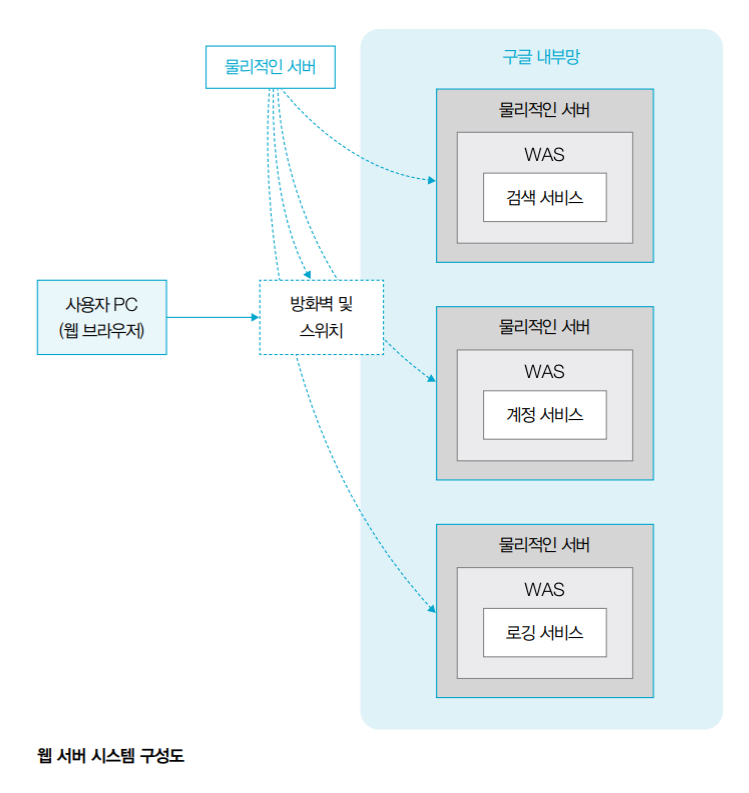 물리적인 서버
구글 내부망
물리적인 서버
WAS
검색 서비스
사용자 PC
(웹 브라우저)
방화벽 및
스위치
물리적인 서버
WAS
계정 서비스
물리적인 서버
WAS
로깅 서비스
웹 서버 시스템 구성도